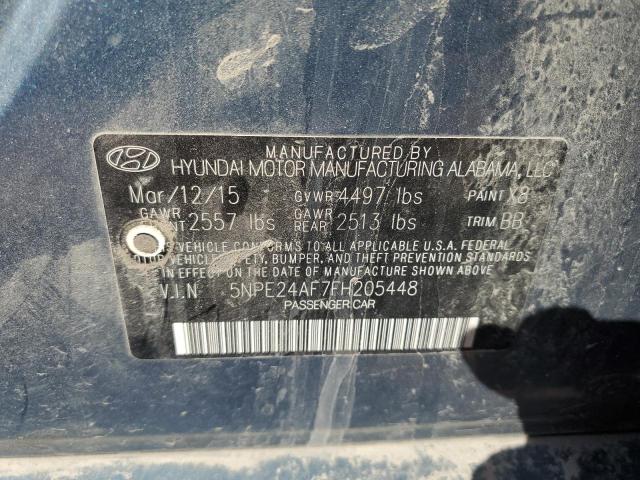 MANUFACTURED BY
HYUNDAI MOTOR MANUFACTURING ALABAMA, LLC
Mar/12/15 GVWR 4497 lbs PAINT X8
GAWR 2557 lbs GAWR REAR 2513 lbs TRIM BB
VEHICLE CONFORMS TO ALL APPLICABLE U.S.A. FEDERAL
MOTOR VEHICLE SAFETY, BUMPER, AND THEFT PREVENTION STANDARDS
IN EFFECT ON THE DATE OF MANUFACTURE SHOWN ABOVE.
V.I.N. 5NPE24AF7FH205448
PASSENGER CAR